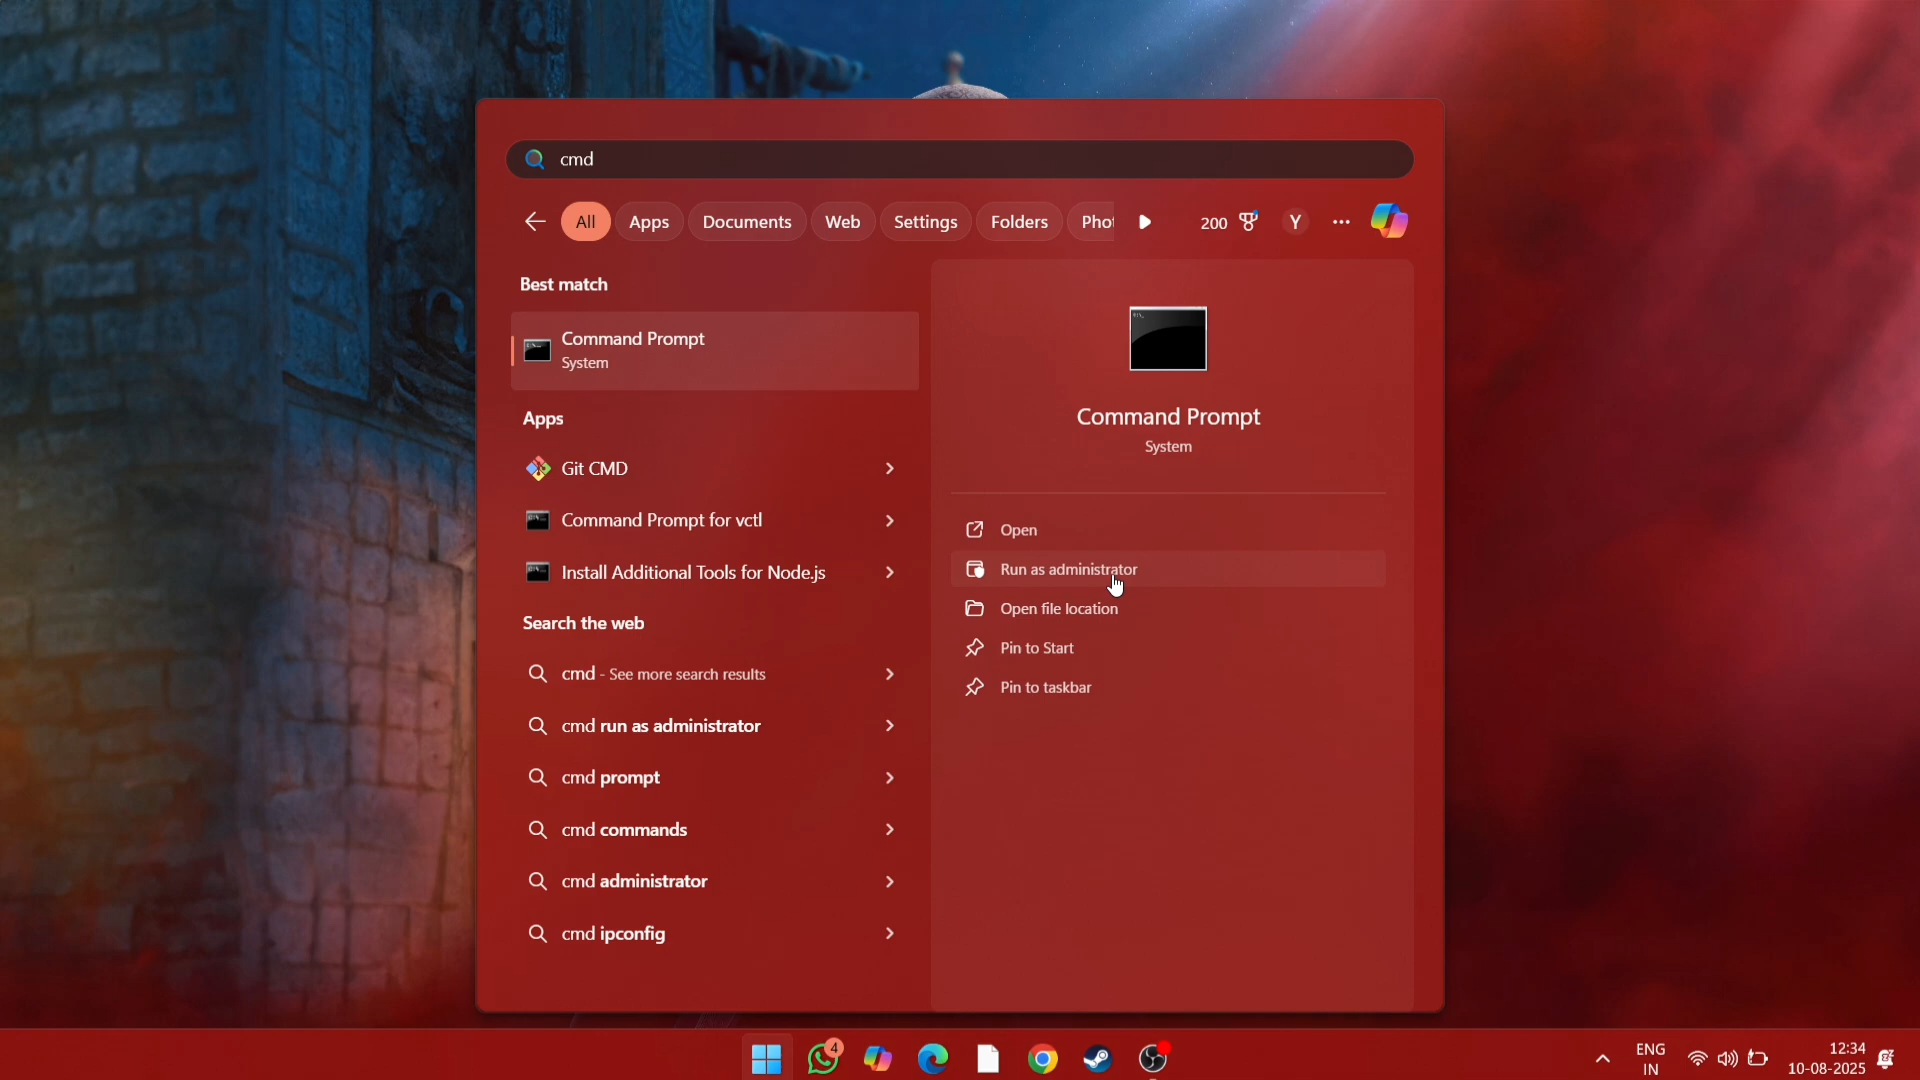 cmd
All Apps Documents Web Settings Folders Phot 200 Y
Best match
Command Prompt
System
Apps
Git CMD
Command Prompt for vctl
Install Additional Tools for Node.js
Search the web
cmd - See more search results
cmd run as administrator
cmd prompt
cmd commands
cmd administrator
cmd ipconfig
Command Prompt
System
Open
Run as administrator
Open file location
Pin to Start
Pin to taskbar
4
ENG
IN
12:34
10-08-2025